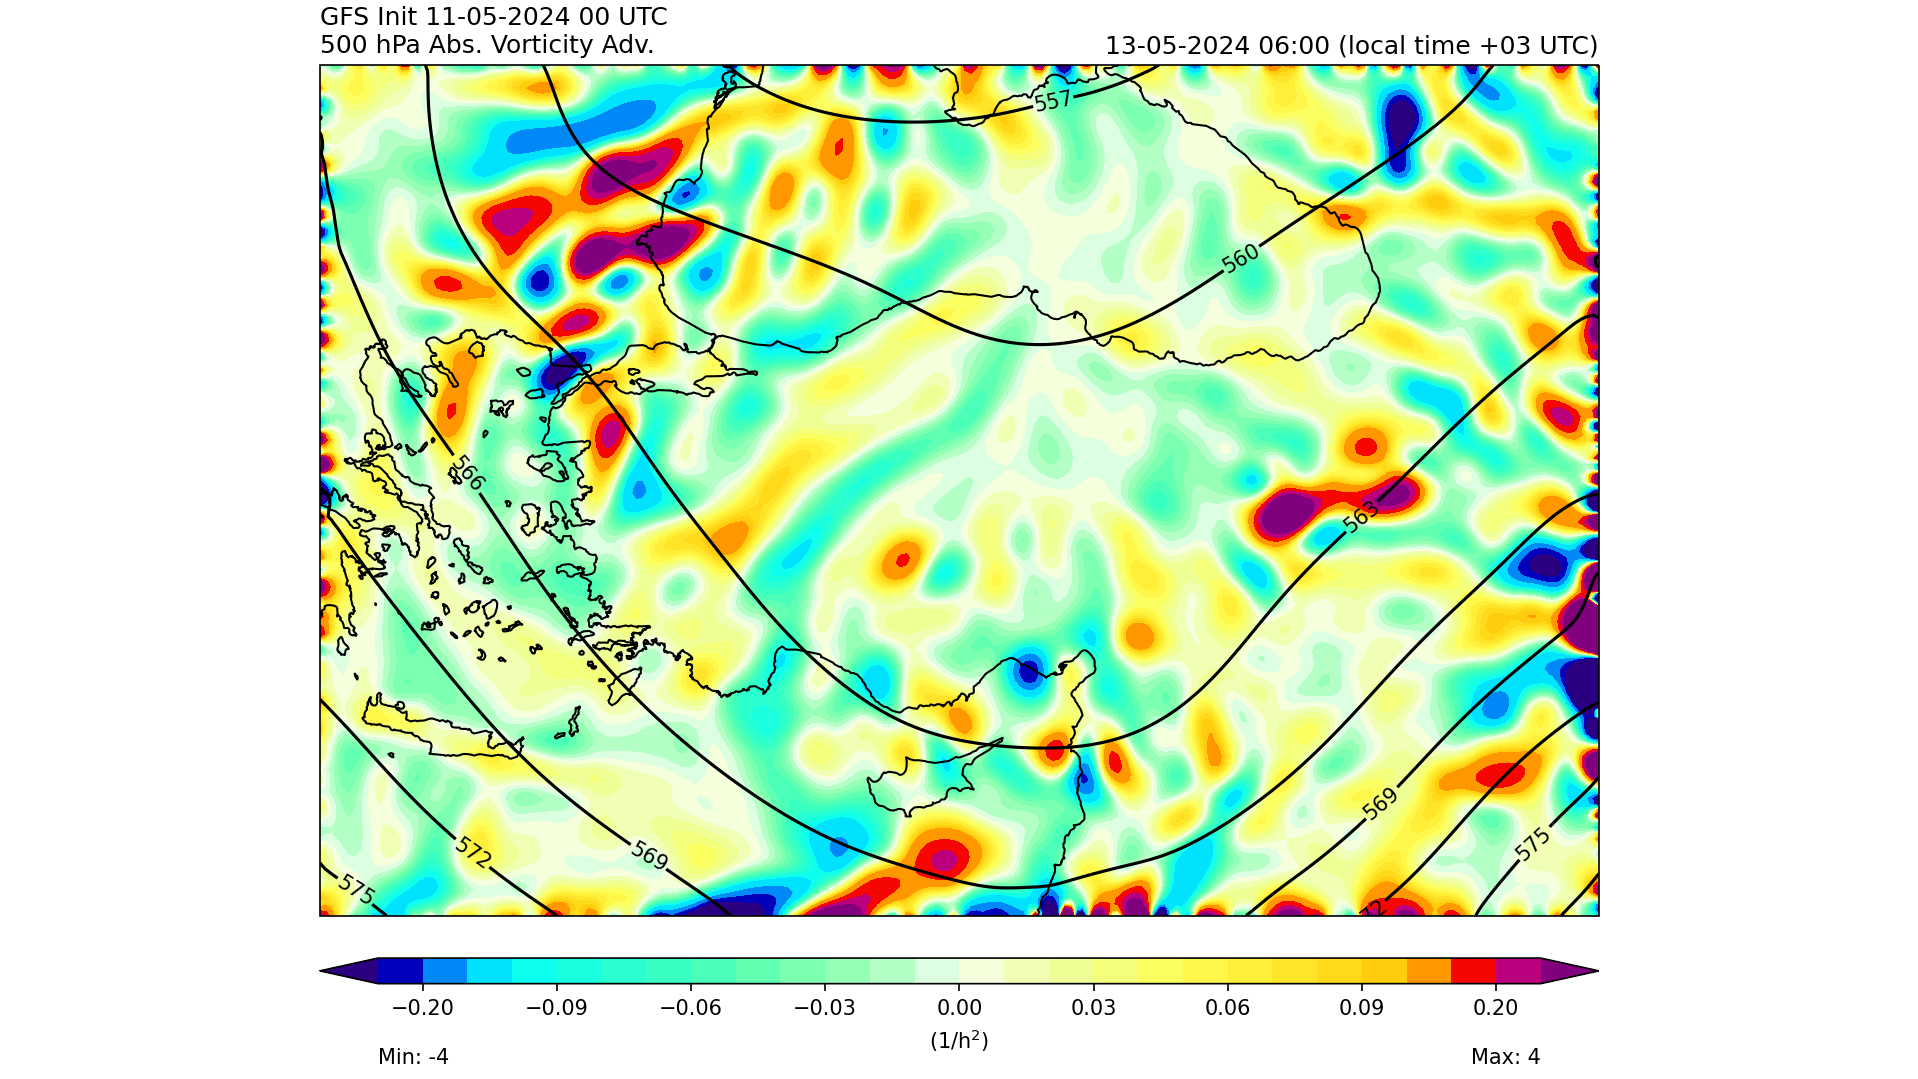 GFS Init 11-05-2024 00 UTC
500 hPa Abs. Vorticity Adv.
13-05-2024 06:00 (local time +03 UTC)
557
560
566
563
569
575
572
569
575
72
−0.20 −0.09 −0.06 −0.03 0.00 0.03 0.06 0.09 0.20
(1/h²)
Min: -4
Max: 4